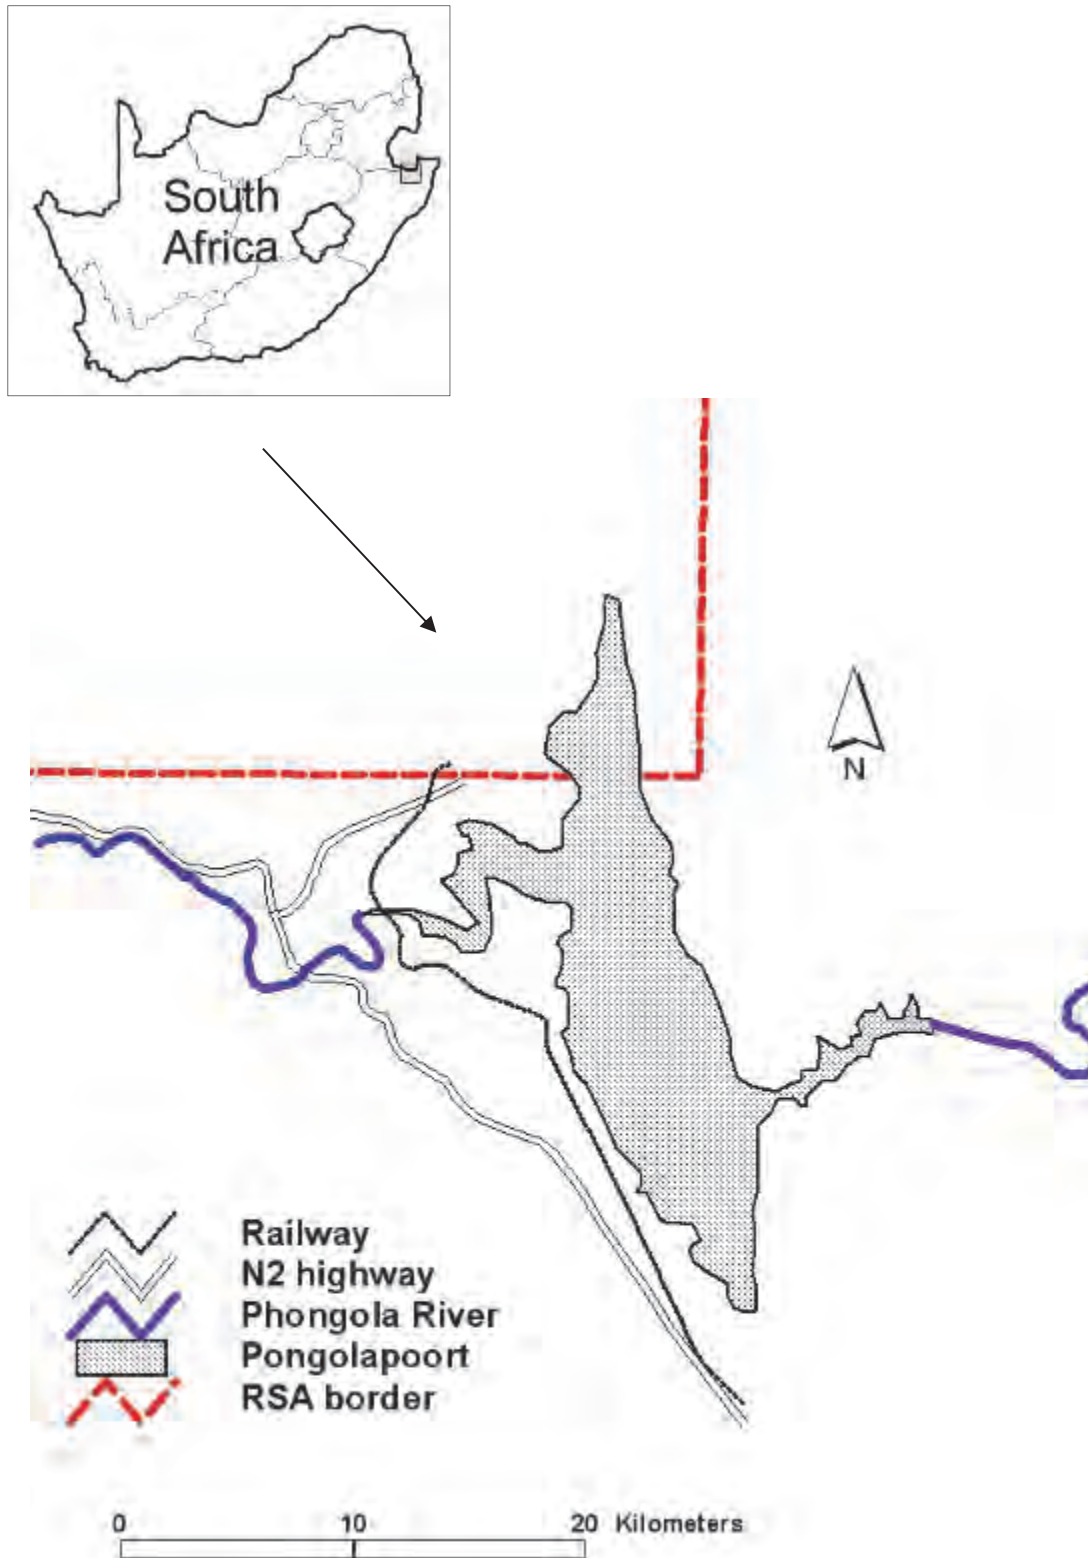 South
Africa
N
Railway
N2 highway
Phongola River
Pongolapoort
RSA border
0 10 20 Kilometers